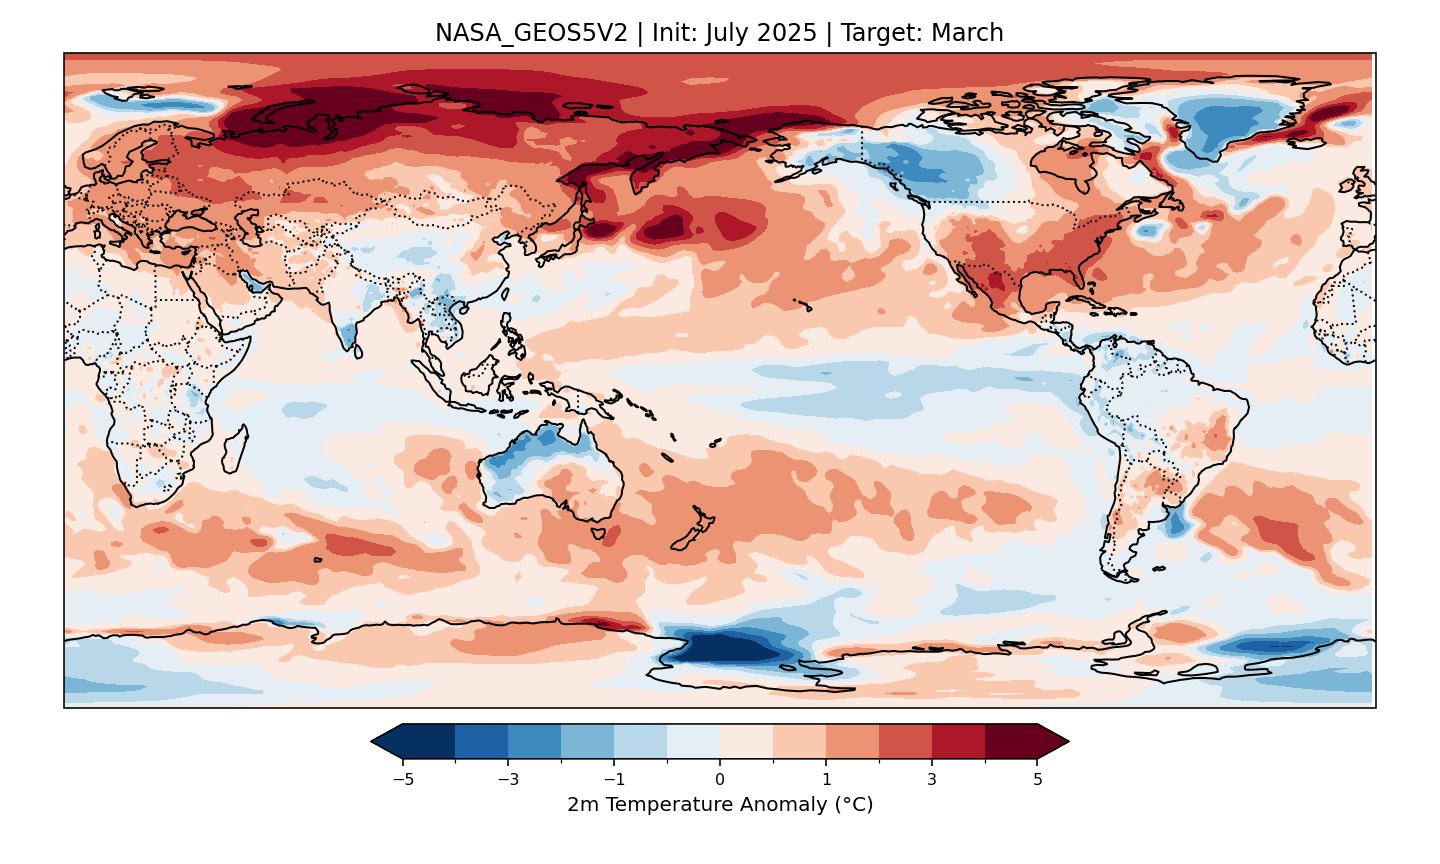 NASA_GEOS5V2 | Init: July 2025 | Target: March
−5 −3 −1 0 1 3 5
2m Temperature Anomaly (°C)